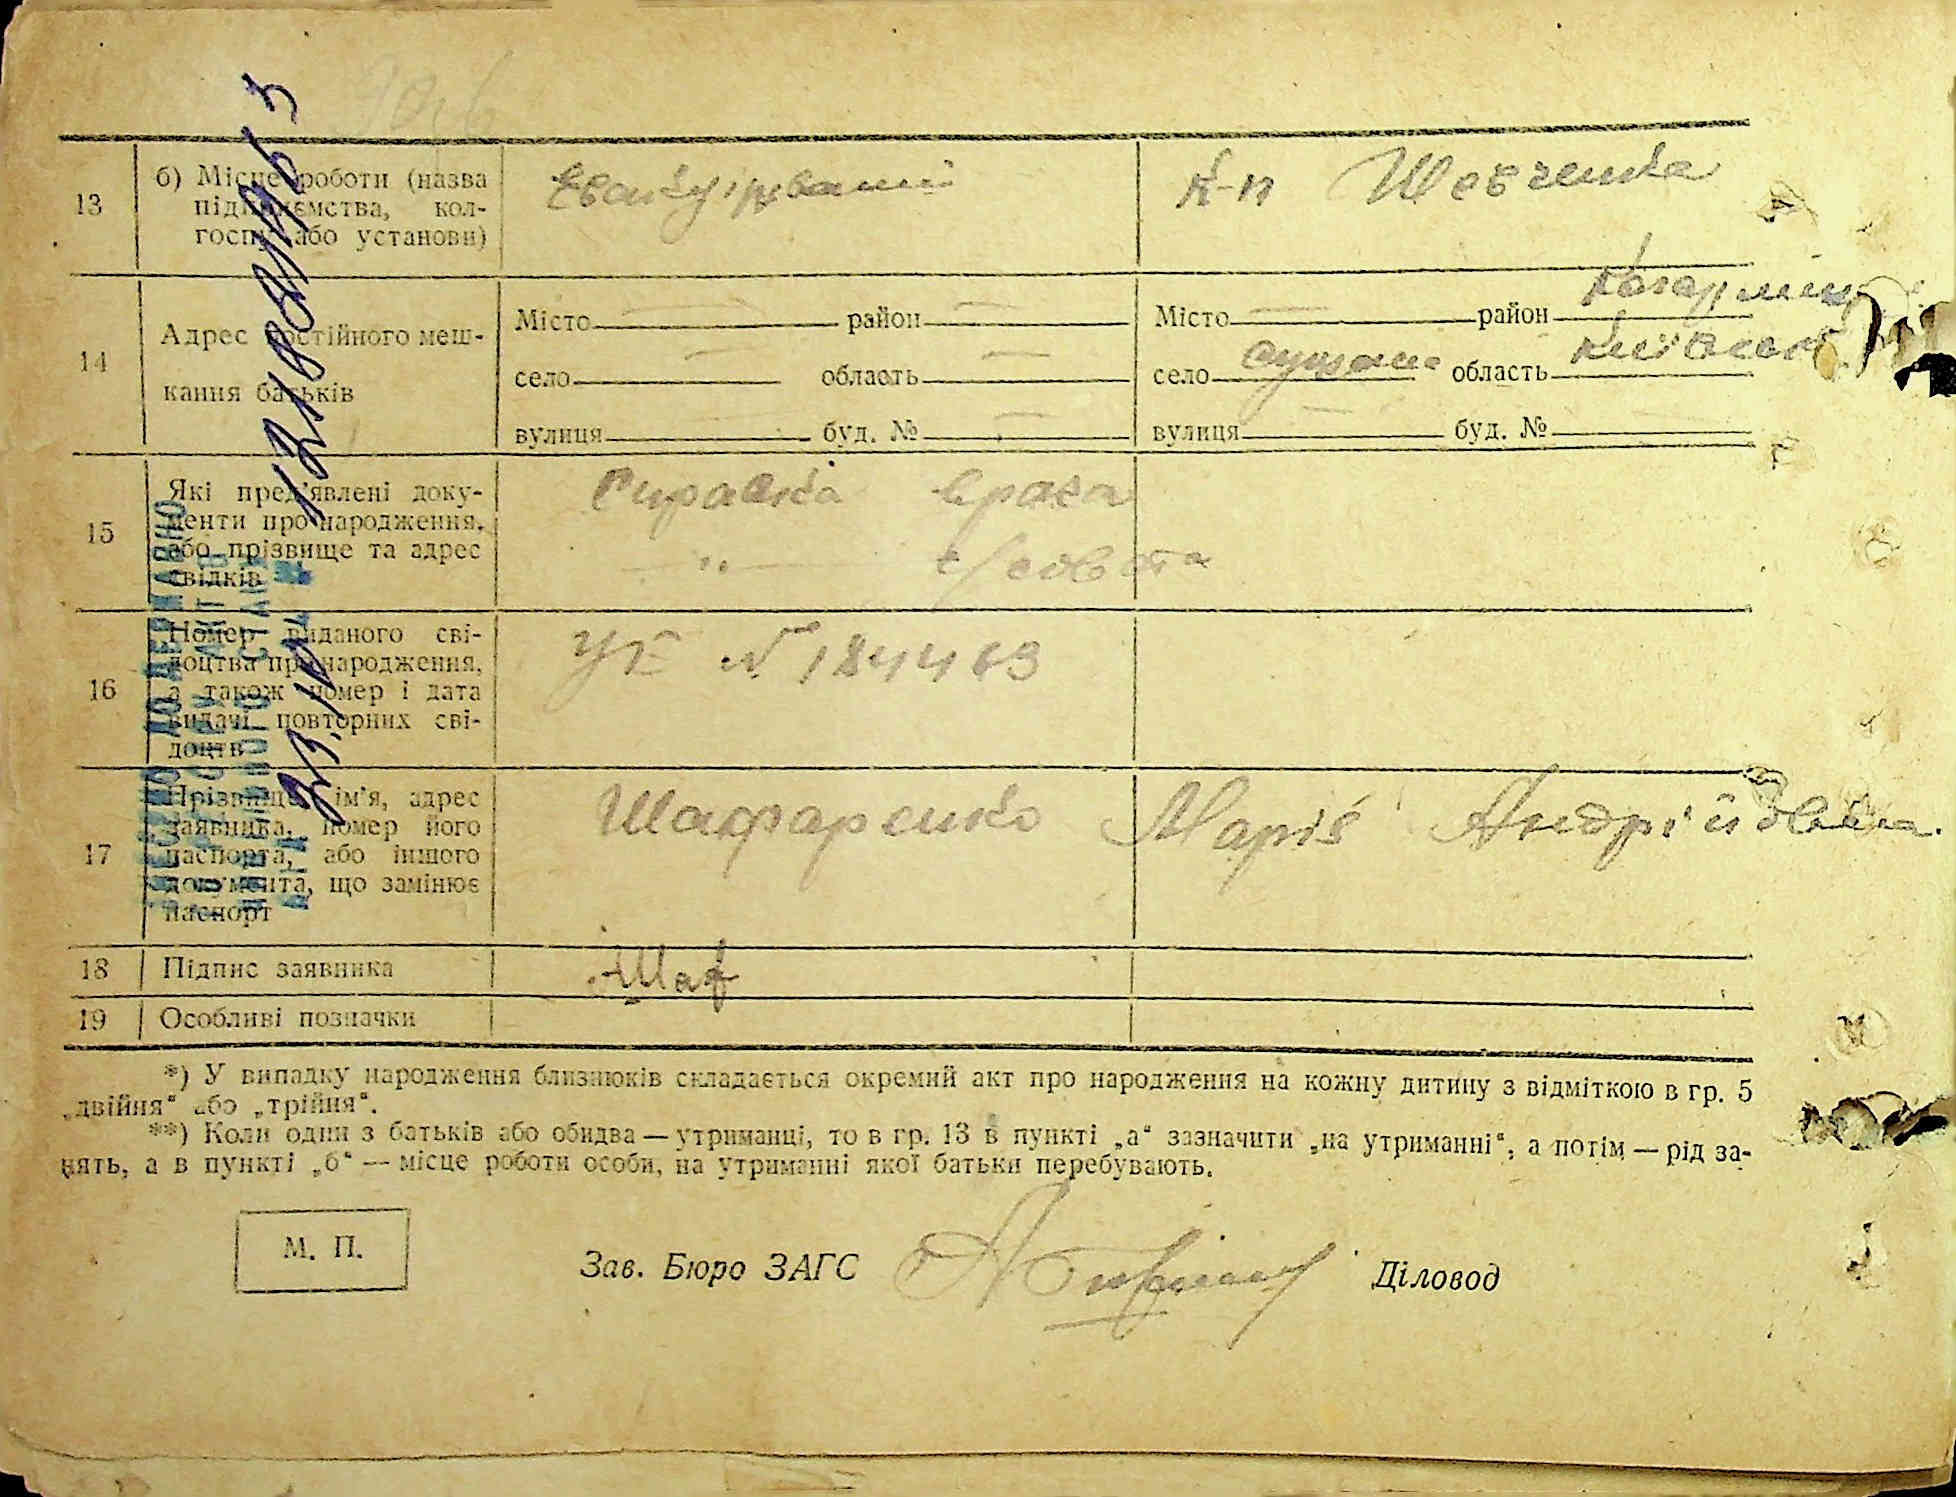 13
б) Місце роботи (назва
підприємства, кол-
госпу або установи)
Евакуірваний
к-п Шевченка
14
Адрес постійного меш-
кання батьків
Місто район
село область
вулиця буд. №
Місто район Кагарлиц
село область Київська
вулиця буд. №
15
Які пред'явлені доку-
менти про народження,
або прізвище та адрес
свідків
Справка врача
—〃— с/совета
16
Номер виданого сві-
доцтва про народження,
а також номер і дата
видачі повторних сві-
доцтв
УЕ № 184463
17
Прізвище, ім'я, адрес
заявника, номер його
паспорта, або іншого
документа, що замінює
паспорт
Шафаренко Марія Андріївна
18
Підпис заявника
Шаф
19
Особливі позначки
*) У випадку народження близнюків складається окремий акт про народження на кожну дитину з відміткою в гр. 5
„двійня“ або „трійня“.
**) Коли один з батьків або обидва — утриманці, то в гр. 13 в пункті „а“ зазначити „на утриманні“, а потім — рід за-
нять, а в пункті „б“ — місце роботи особи, на утриманні якої батьки перебувають.
М. П.
Зав. Бюро ЗАГС
Діловод